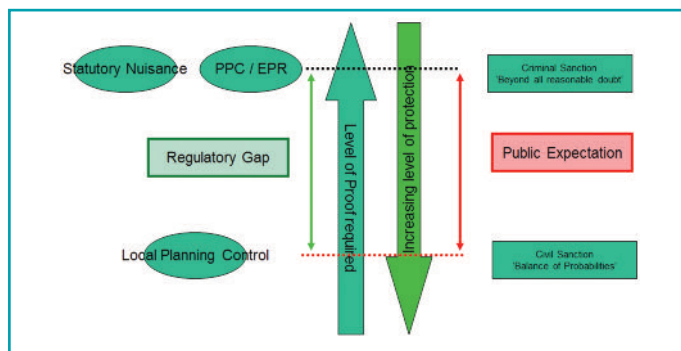 Statutory Nuisance
PPC / EPR
Criminal Sanction
'Beyond all reasonable doubt'
Regulatory Gap
Level of Proof required
Increasing level of protection
Public Expectation
Local Planning Control
Civil Sanction
'Balance of Probabilities'